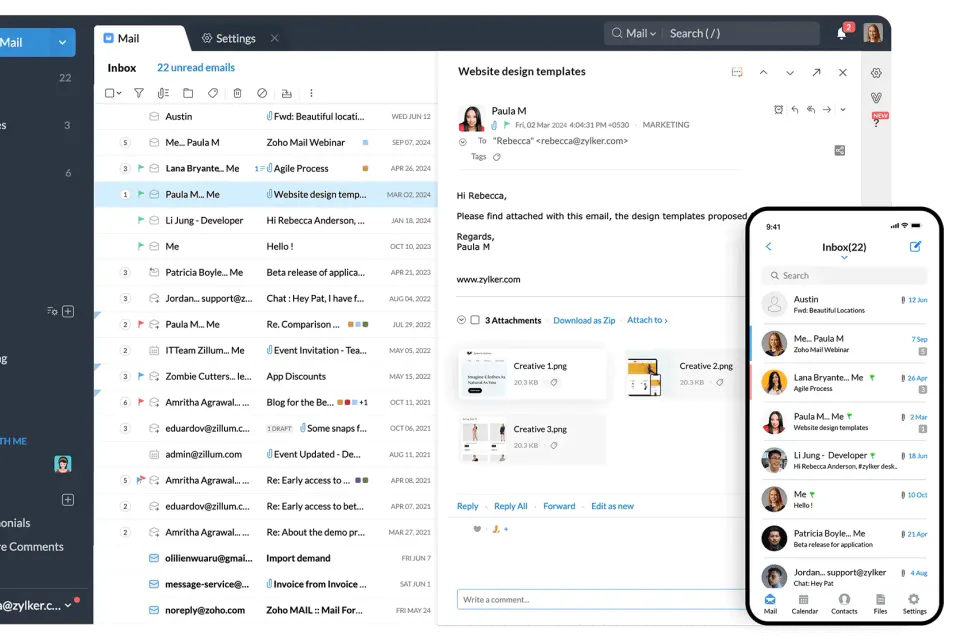 Mail
22
es
3
6
ng
TH ME
onials
re Comments
a@zylker.c...
Mail
Settings
Mail
Search ( / )
2
Inbox
22 unread emails
Austin
Fwd: Beautiful locati...
WED JUN 12
5
Me... Paula M
Zoho Mail Webinar
SEP 07, 2024
3
Lana Bryante... Me
1
Agile Process
APR 26, 2024
1
Paula M... Me
Website design temp...
MAR 02, 2024
Li Jung - Developer
Hi Rebecca Anderson, ...
JAN 18, 2024
Me
Hello !
OCT 10, 2023
3
Patricia Boyle... Me
Beta release of applica...
APR 21, 2023
3
Jordan... support@z...
Chat : Hey Pat, I have f...
AUG 04, 2022
2
Paula M... Me
Re. Comparison ...
JUL 29, 2022
2
ITTeam Zillum... Me
Event Invitation - Tea...
MAY 05, 2022
3
Zombie Cutters... le...
App Discounts
MAY 15, 2022
6
Amritha Agrawal... ...
Blog for the Be...
+1
OCT 11, 2021
3
eduardov@zillum.c...
1 DRAFT
Some snaps f...
OCT 06, 2021
admin@zillum.com
Event Updated - De...
AUG 11, 2021
5
Amritha Agrawal... ...
Re: Early access to ...
APR 08, 2021
2
eduardov@zillum.c...
Re: Early access to bet...
APR 07, 2021
2
Amritha Agrawal... ...
Re: About the demo pr...
MAR 27, 2021
olilienwuaru@gmai...
Import demand
FRI JUN 7
message-service@...
Invoice from Invoice ...
SAT JUN 1
noreply@zoho.com
Zoho MAIL :: Mail For...
FRI MAY 24
Website design templates
Paula M
Fri, 02 Mar 2024 4:04:31 PM +0530 · MARKETING
To "Rebecca" <rebecca@zylker.com>
Tags
NEW
?
Hi Rebecca,
Please find attached with this email, the design templates proposed
Regards,
Paula M
www.zylker.com
3 Attachments
Download as Zip
Attach to ›
Creative 1.png
20.3 KB
Creative 2.png
20.3 KB
Creative 3.png
20.3 KB
Reply · Reply All · Forward · Edit as new
+
Write a comment...
9:41
Inbox(22)
Search
Austin
12 Jun
Fwd: Beautiful Locations
Me... Paula M
7 Sep
Zoho Mail Webinar
5
Lana Bryante... Me
26 Apr
Agile Process
3
Paula M... Me
2 Mar
Website design templates
1
Li Jung - Developer
18 Jun
Hi Rebecca Anderson, #zylker desk..
Me
10 Oct
Hello !
Patricia Boyle... Me
21 Apr
Beta release for application
Jordan... support@zylker
4 Aug
Chat: Hey Pat
Mail
Calendar
Contacts
Files
Settings